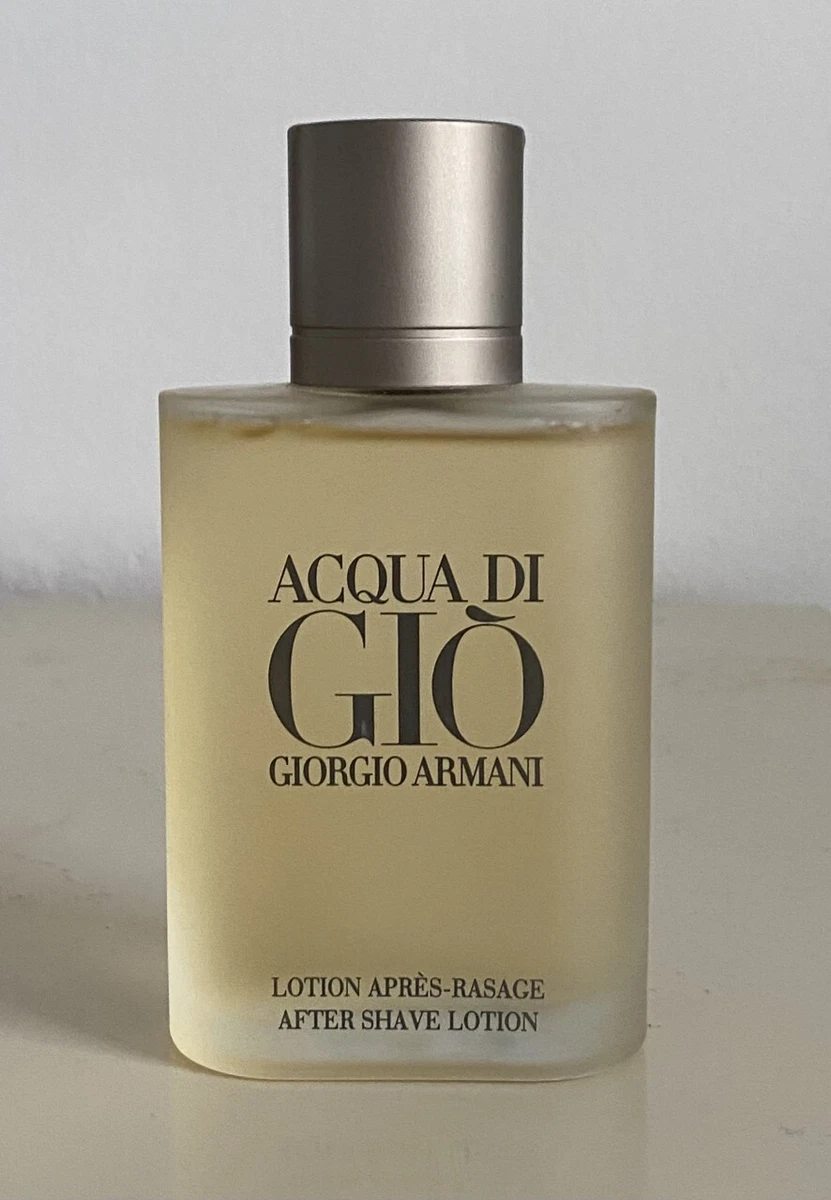 ACQUA DI
GIÒ
GIORGIO ARMANI
LOTION APRÈS-RASAGE
AFTER SHAVE LOTION